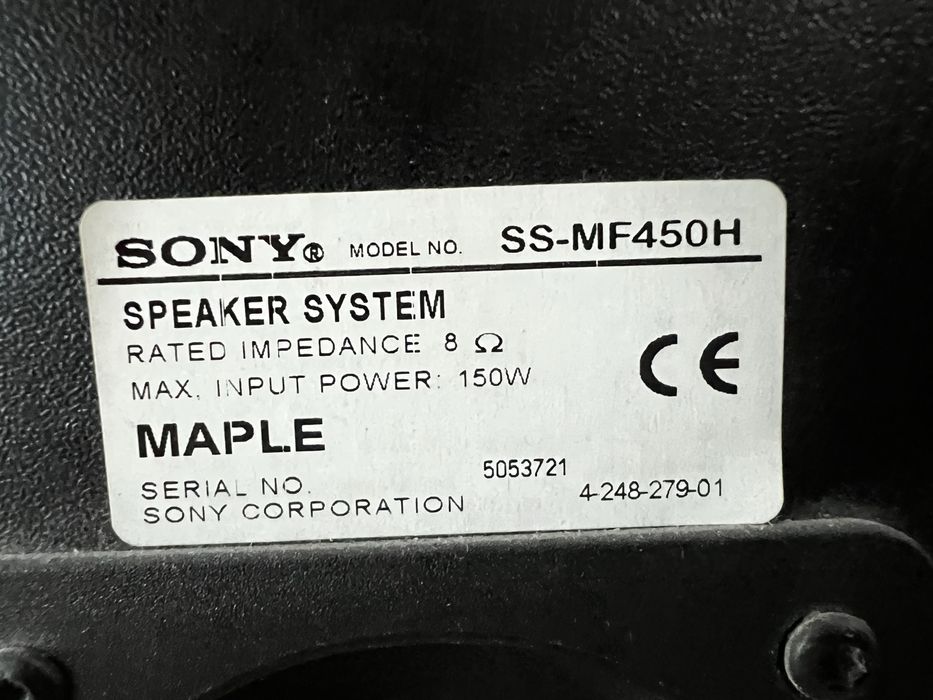 SONY® MODEL NO. SS-MF450H
SPEAKER SYSTEM
RATED IMPEDANCE 8 Ω
MAX. INPUT POWER: 150W
CE
MAPLE
SERIAL NO. 5053721
SONY CORPORATION 4-248-279-01